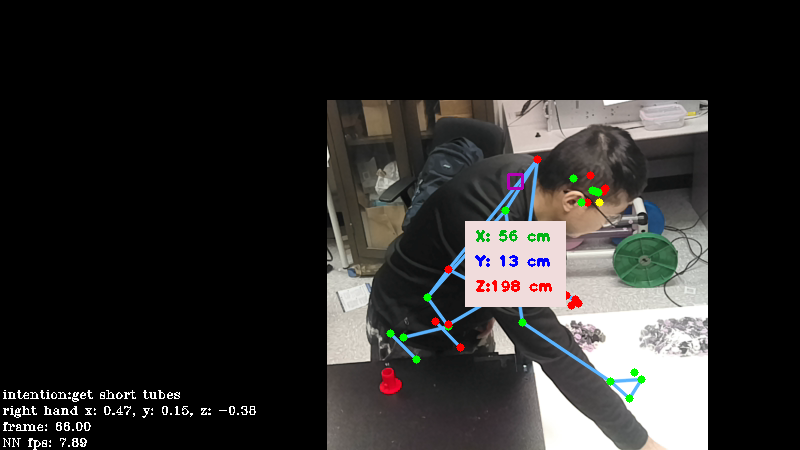 X: 56 cm
Y: 13 cm
Z:198 cm
intention:get short tubes
right hand x: 0.47, y: 0.15, z: −0.38
frame: 66.00
NN fps: 7.89